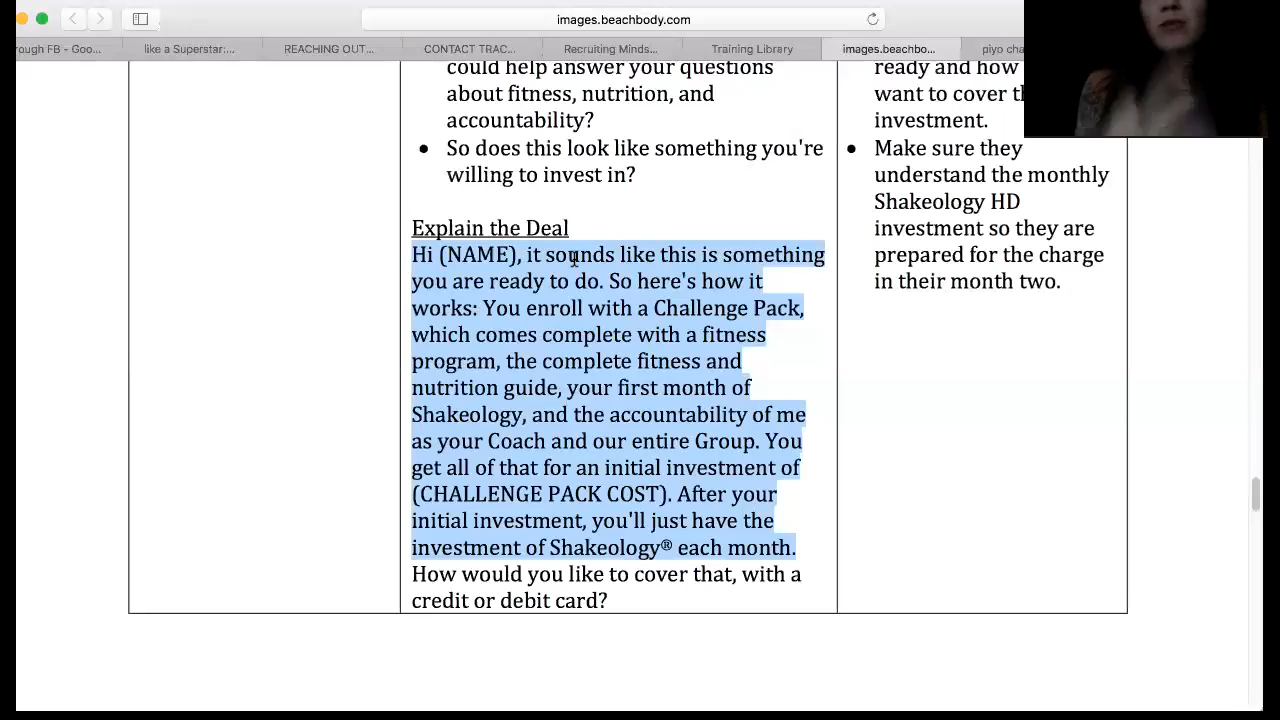 images.beachbody.com
rough FB - Goo...
like a Superstar:...
REACHING OUT...
CONTACT TRAC...
Recruiting Minds...
Training Library
images.beachbo...
piyo cha
could help answer your questions
about fitness, nutrition, and
accountability?
• So does this look like something you're
willing to invest in?
Explain the Deal
Hi (NAME), it sounds like this is something
you are ready to do. So here's how it
works: You enroll with a Challenge Pack,
which comes complete with a fitness
program, the complete fitness and
nutrition guide, your first month of
Shakeology, and the accountability of me
as your Coach and our entire Group. You
get all of that for an initial investment of
(CHALLENGE PACK COST). After your
initial investment, you'll just have the
investment of Shakeology® each month.
How would you like to cover that, with a
credit or debit card?
ready and how
want to cover
investment.
• Make sure they
understand the monthly
Shakeology HD
investment so they are
prepared for the charge
in their month two.